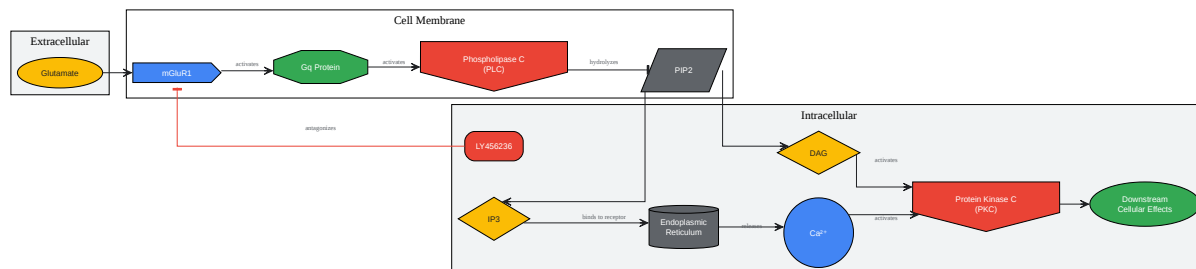 Cell Membrane
Extracellular
Glutamate
mGluR1
activates
Gq Protein
activates
Phospholipase C
(PLC)
hydrolyzes
PIP2
Intracellular
antagonizes
LY456236
DAG
activates
IP3
binds to receptor
Endoplasmic
Reticulum
releases
Ca²⁺
activates
Protein Kinase C
(PKC)
Downstream
Cellular Effects